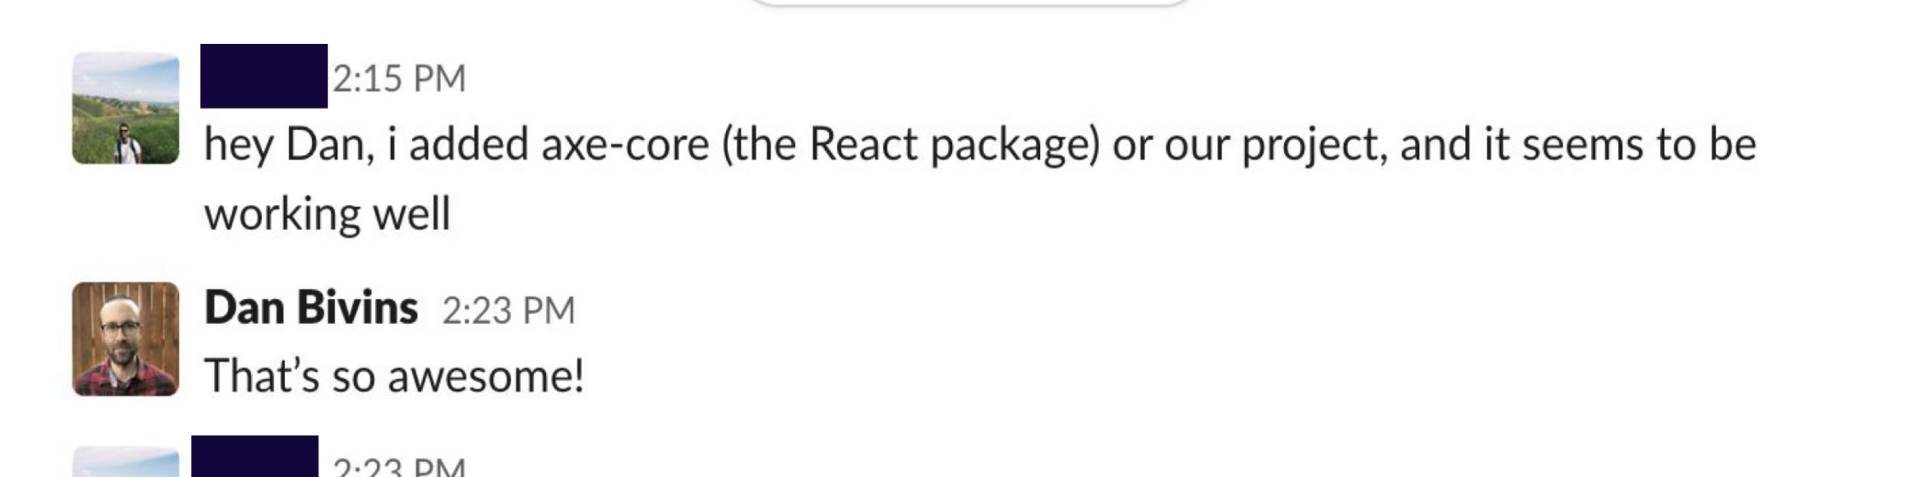 2:15 PM
hey Dan, i added axe-core (the React package) or our project, and it seems to be
working well
Dan Bivins 2:23 PM
That’s so awesome!
2:23 PM